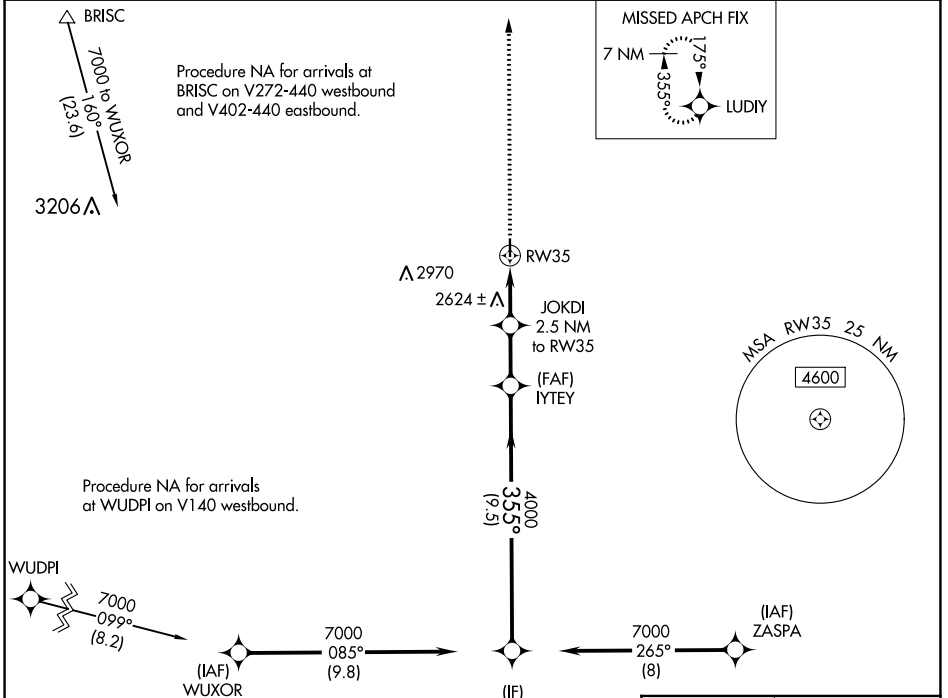 BRISC
7000 to WUXOR
160°
(23.6)
Procedure NA for arrivals at
BRISC on V272-440 westbound
and V402-440 eastbound.
3206
MISSED APCH FIX
7 NM
175°
355°
LUDIY
RW35
2970
2624 ±
JOKDI
2.5 NM
to RW35
(FAF)
IYTEY
MSA RW35 25 NM
4600
4000
355°
(9.5)
Procedure NA for arrivals
at WUDPI on V140 westbound.
WUDPI
7000
099°
(8.2)
(IAF)
WUXOR
7000
085°
(9.8)
(IF)
7000
265°
(8)
(IAF)
ZASPA